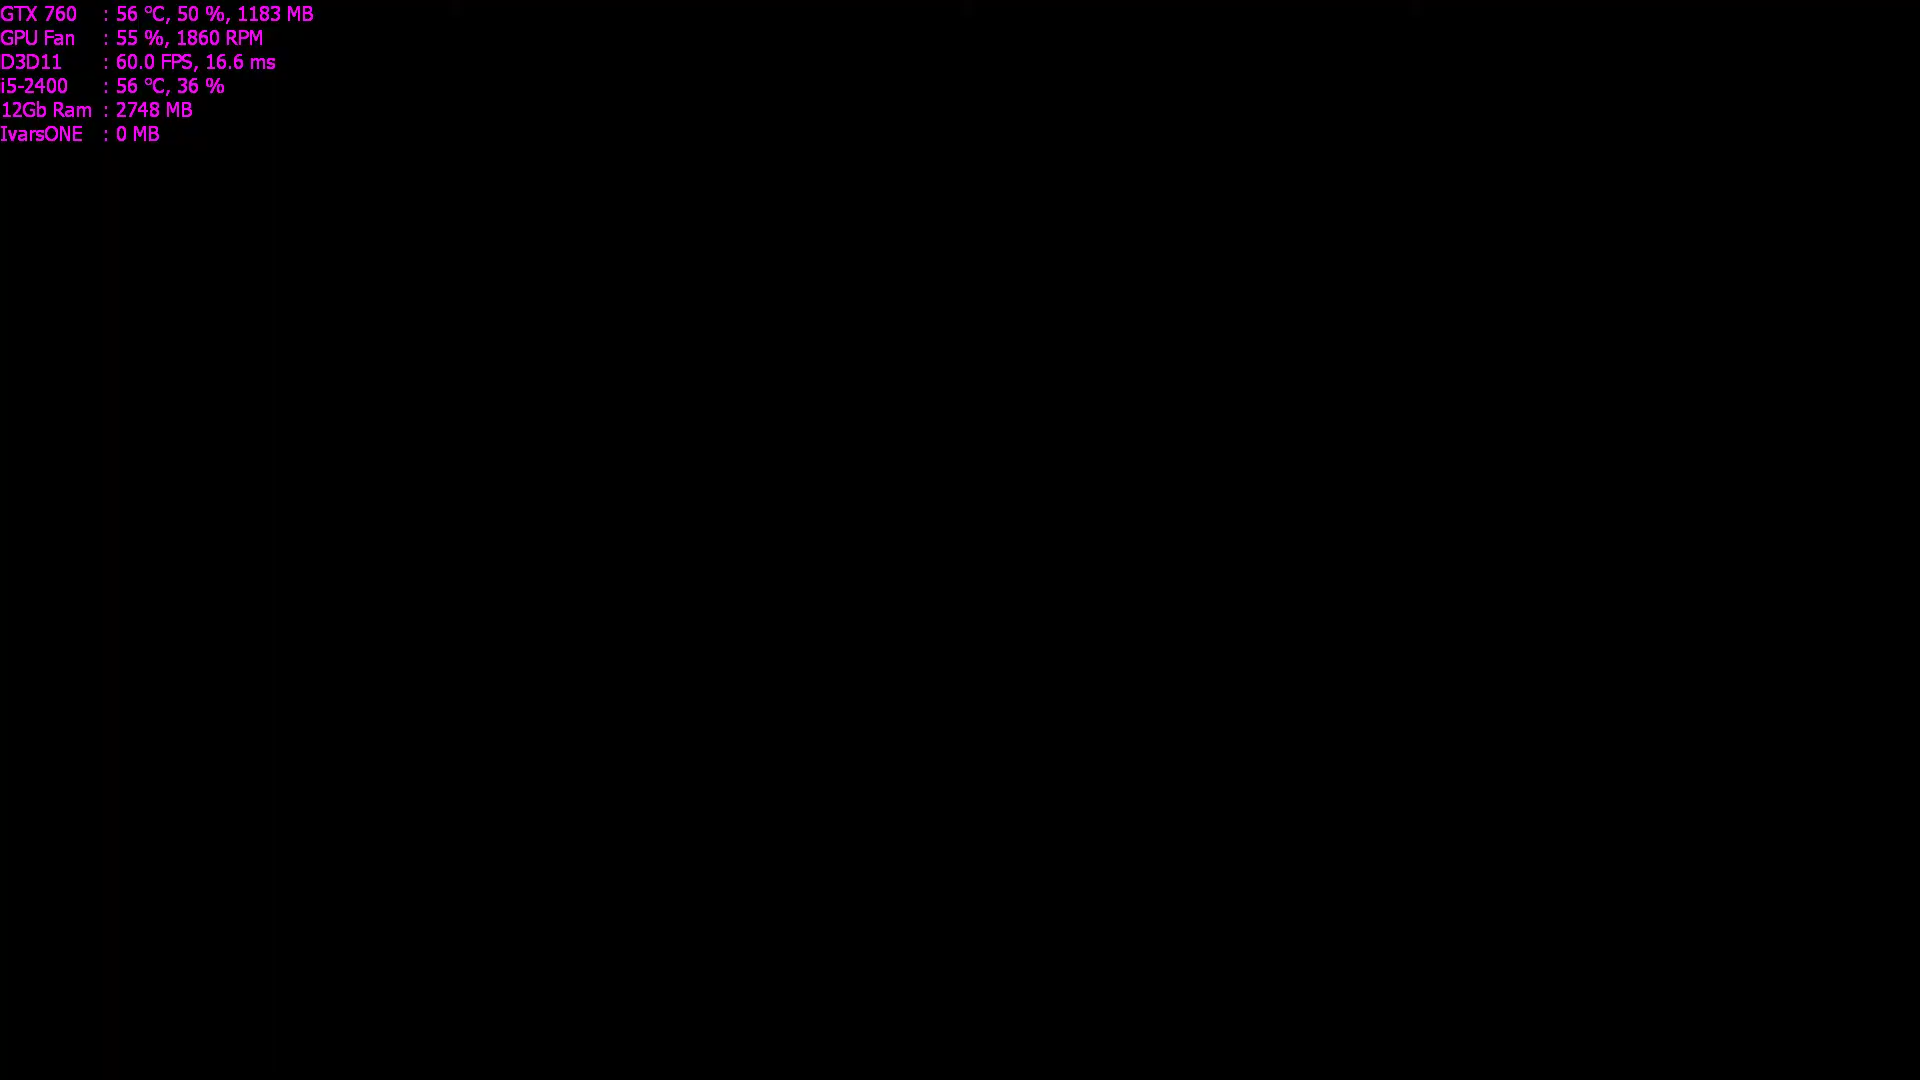 GTX 760 : 56 °C, 50 %, 1183 MB
GPU Fan : 55 %, 1860 RPM
D3D11 : 60.0 FPS, 16.6 ms
i5-2400 : 56 °C, 36 %
12Gb Ram : 2748 MB
IvarsONE : 0 MB